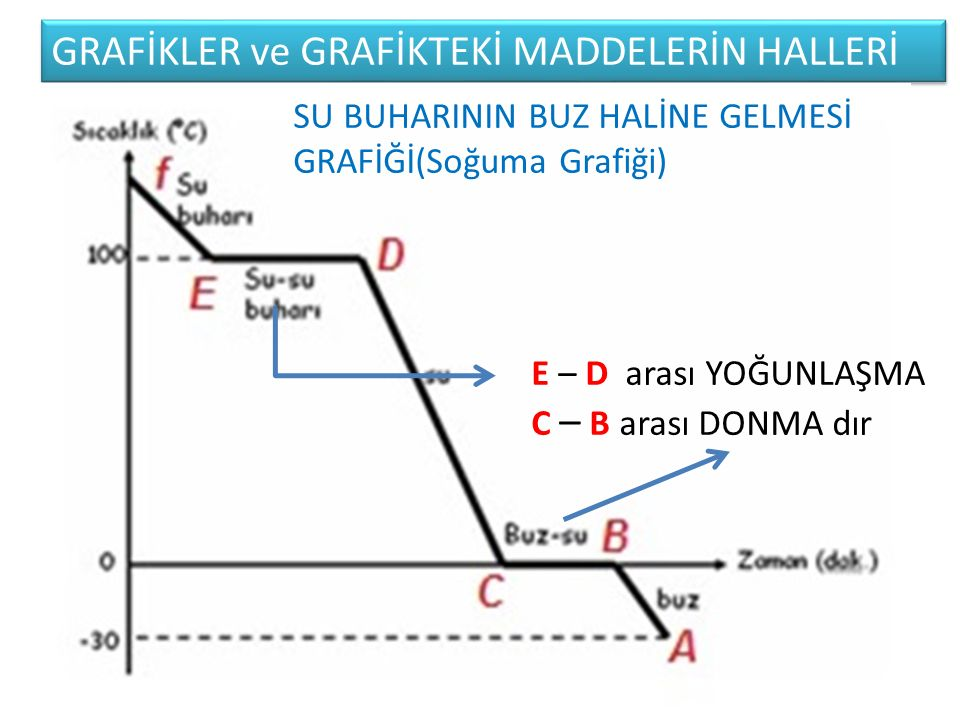 GRAFİKLER ve GRAFİKTEKİ MADDELERİN HALLERİ
SU BUHARININ BUZ HALİNE GELMESİ
GRAFİĞİ(Soğuma Grafiği)
Sıcaklık (°C)
f
Su
buharı
100
D
E
Su-su
buharı
su
E – D arası YOĞUNLAŞMA
C – B arası DONMA dır
Buz-su
B
0
Zaman (dak.)
C
buz
-30
A